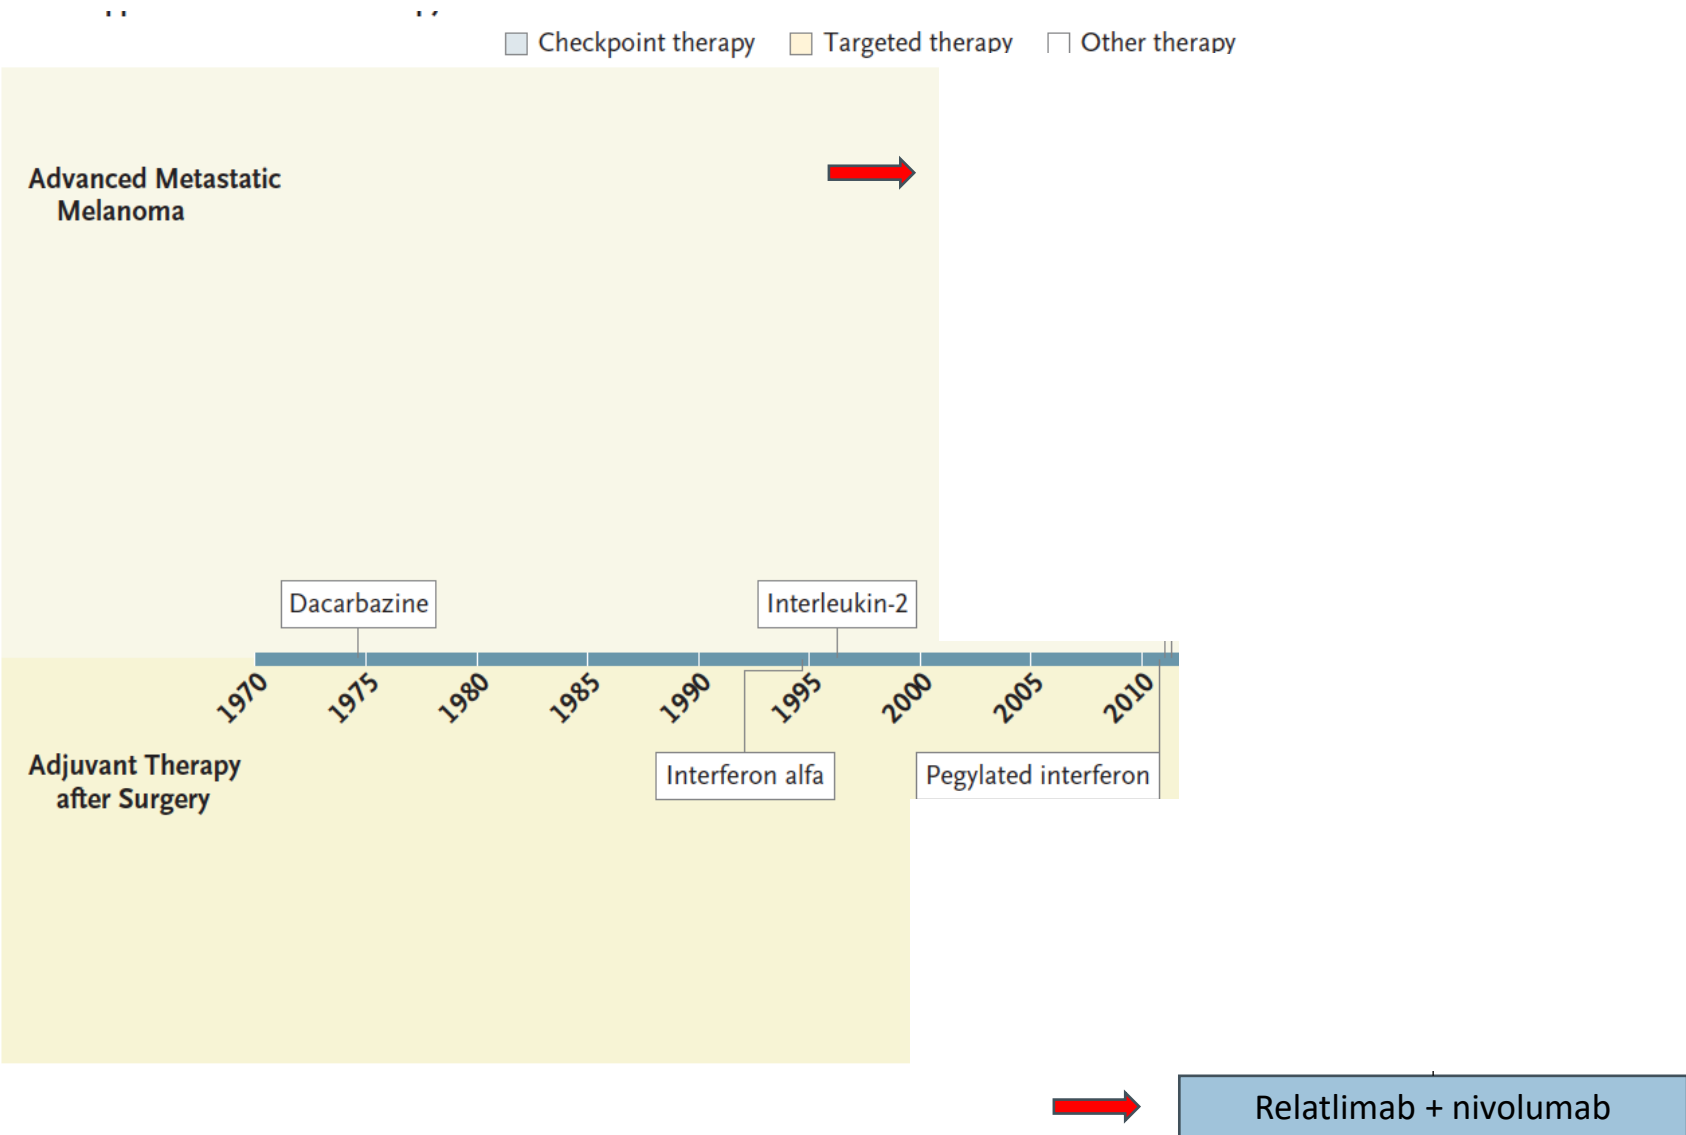 Checkpoint therapy Targeted therapy Other therapy
Advanced Metastatic
Melanoma
Dacarbazine
Interleukin-2
1970 1975 1980 1985 1990 1995 2000 2005 2010
Adjuvant Therapy
after Surgery
Interferon alfa
Pegylated interferon
Relatlimab + nivolumab